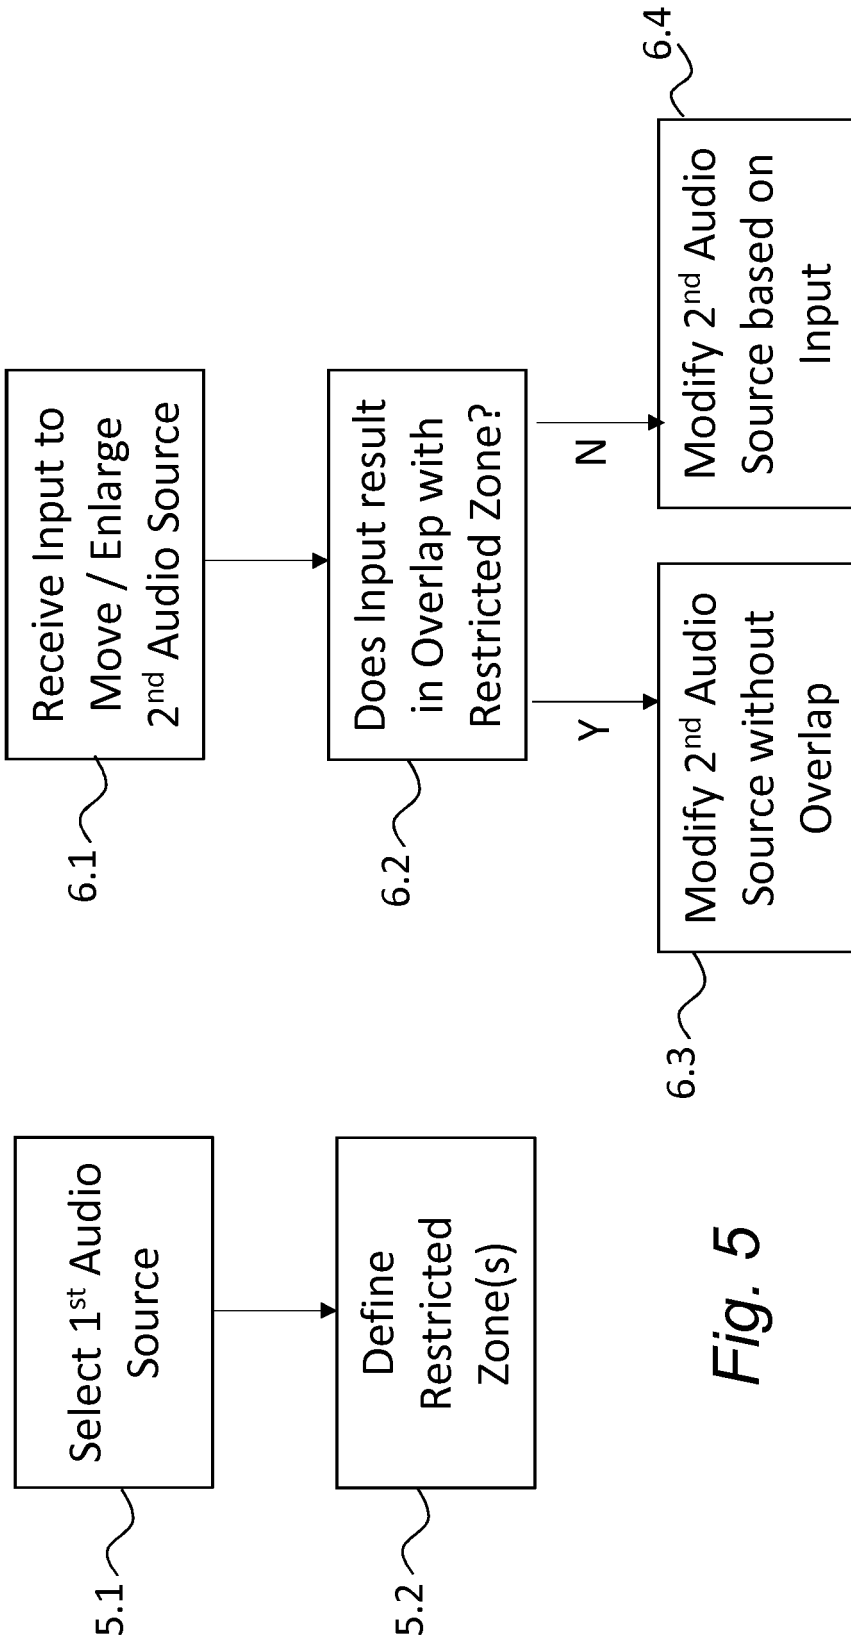 5.1
Select 1st Audio
Source
5.2
Define
Restricted
Zone(s)
Fig. 5
6.1
Receive Input to
Move / Enlarge
2nd Audio Source
6.2
Does Input result
in Overlap with
Restricted Zone?
Y
N
6.3
Modify 2nd Audio
Source without
Overlap
6.4
Modify 2nd Audio
Source based on
Input